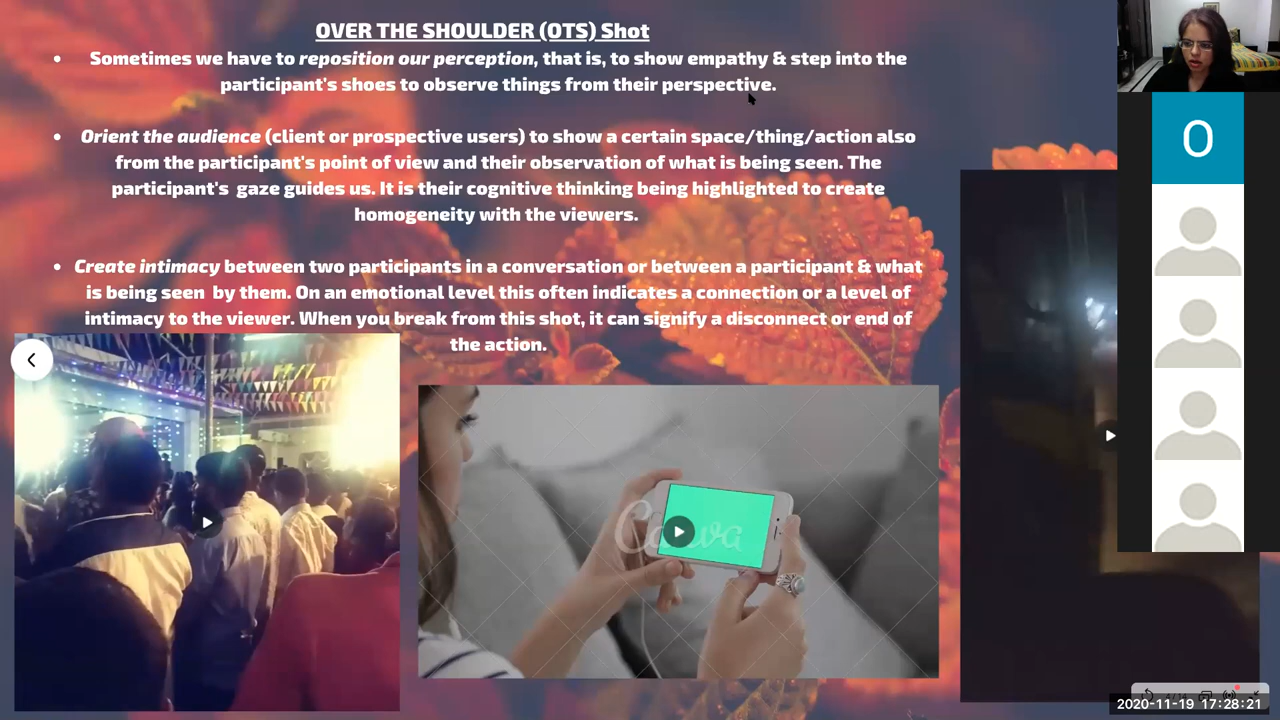 OVER THE SHOULDER (OTS) Shot
• Sometimes we have to reposition our perception, that is, to show empathy & step into the
participant's shoes to observe things from their perspective.
• Orient the audience (client or prospective users) to show a certain space/thing/action also
from the participant's point of view and their observation of what is being seen. The
participant's gaze guides us. It is their cognitive thinking being highlighted to create
homogeneity with the viewers.
• Create intimacy between two participants in a conversation or between a participant & what
is being seen by them. On an emotional level this often indicates a connection or a level of
intimacy to the viewer. When you break from this shot, it can signify a disconnect or end of
the action.
O
Canva
2020-11-19 17:28:21